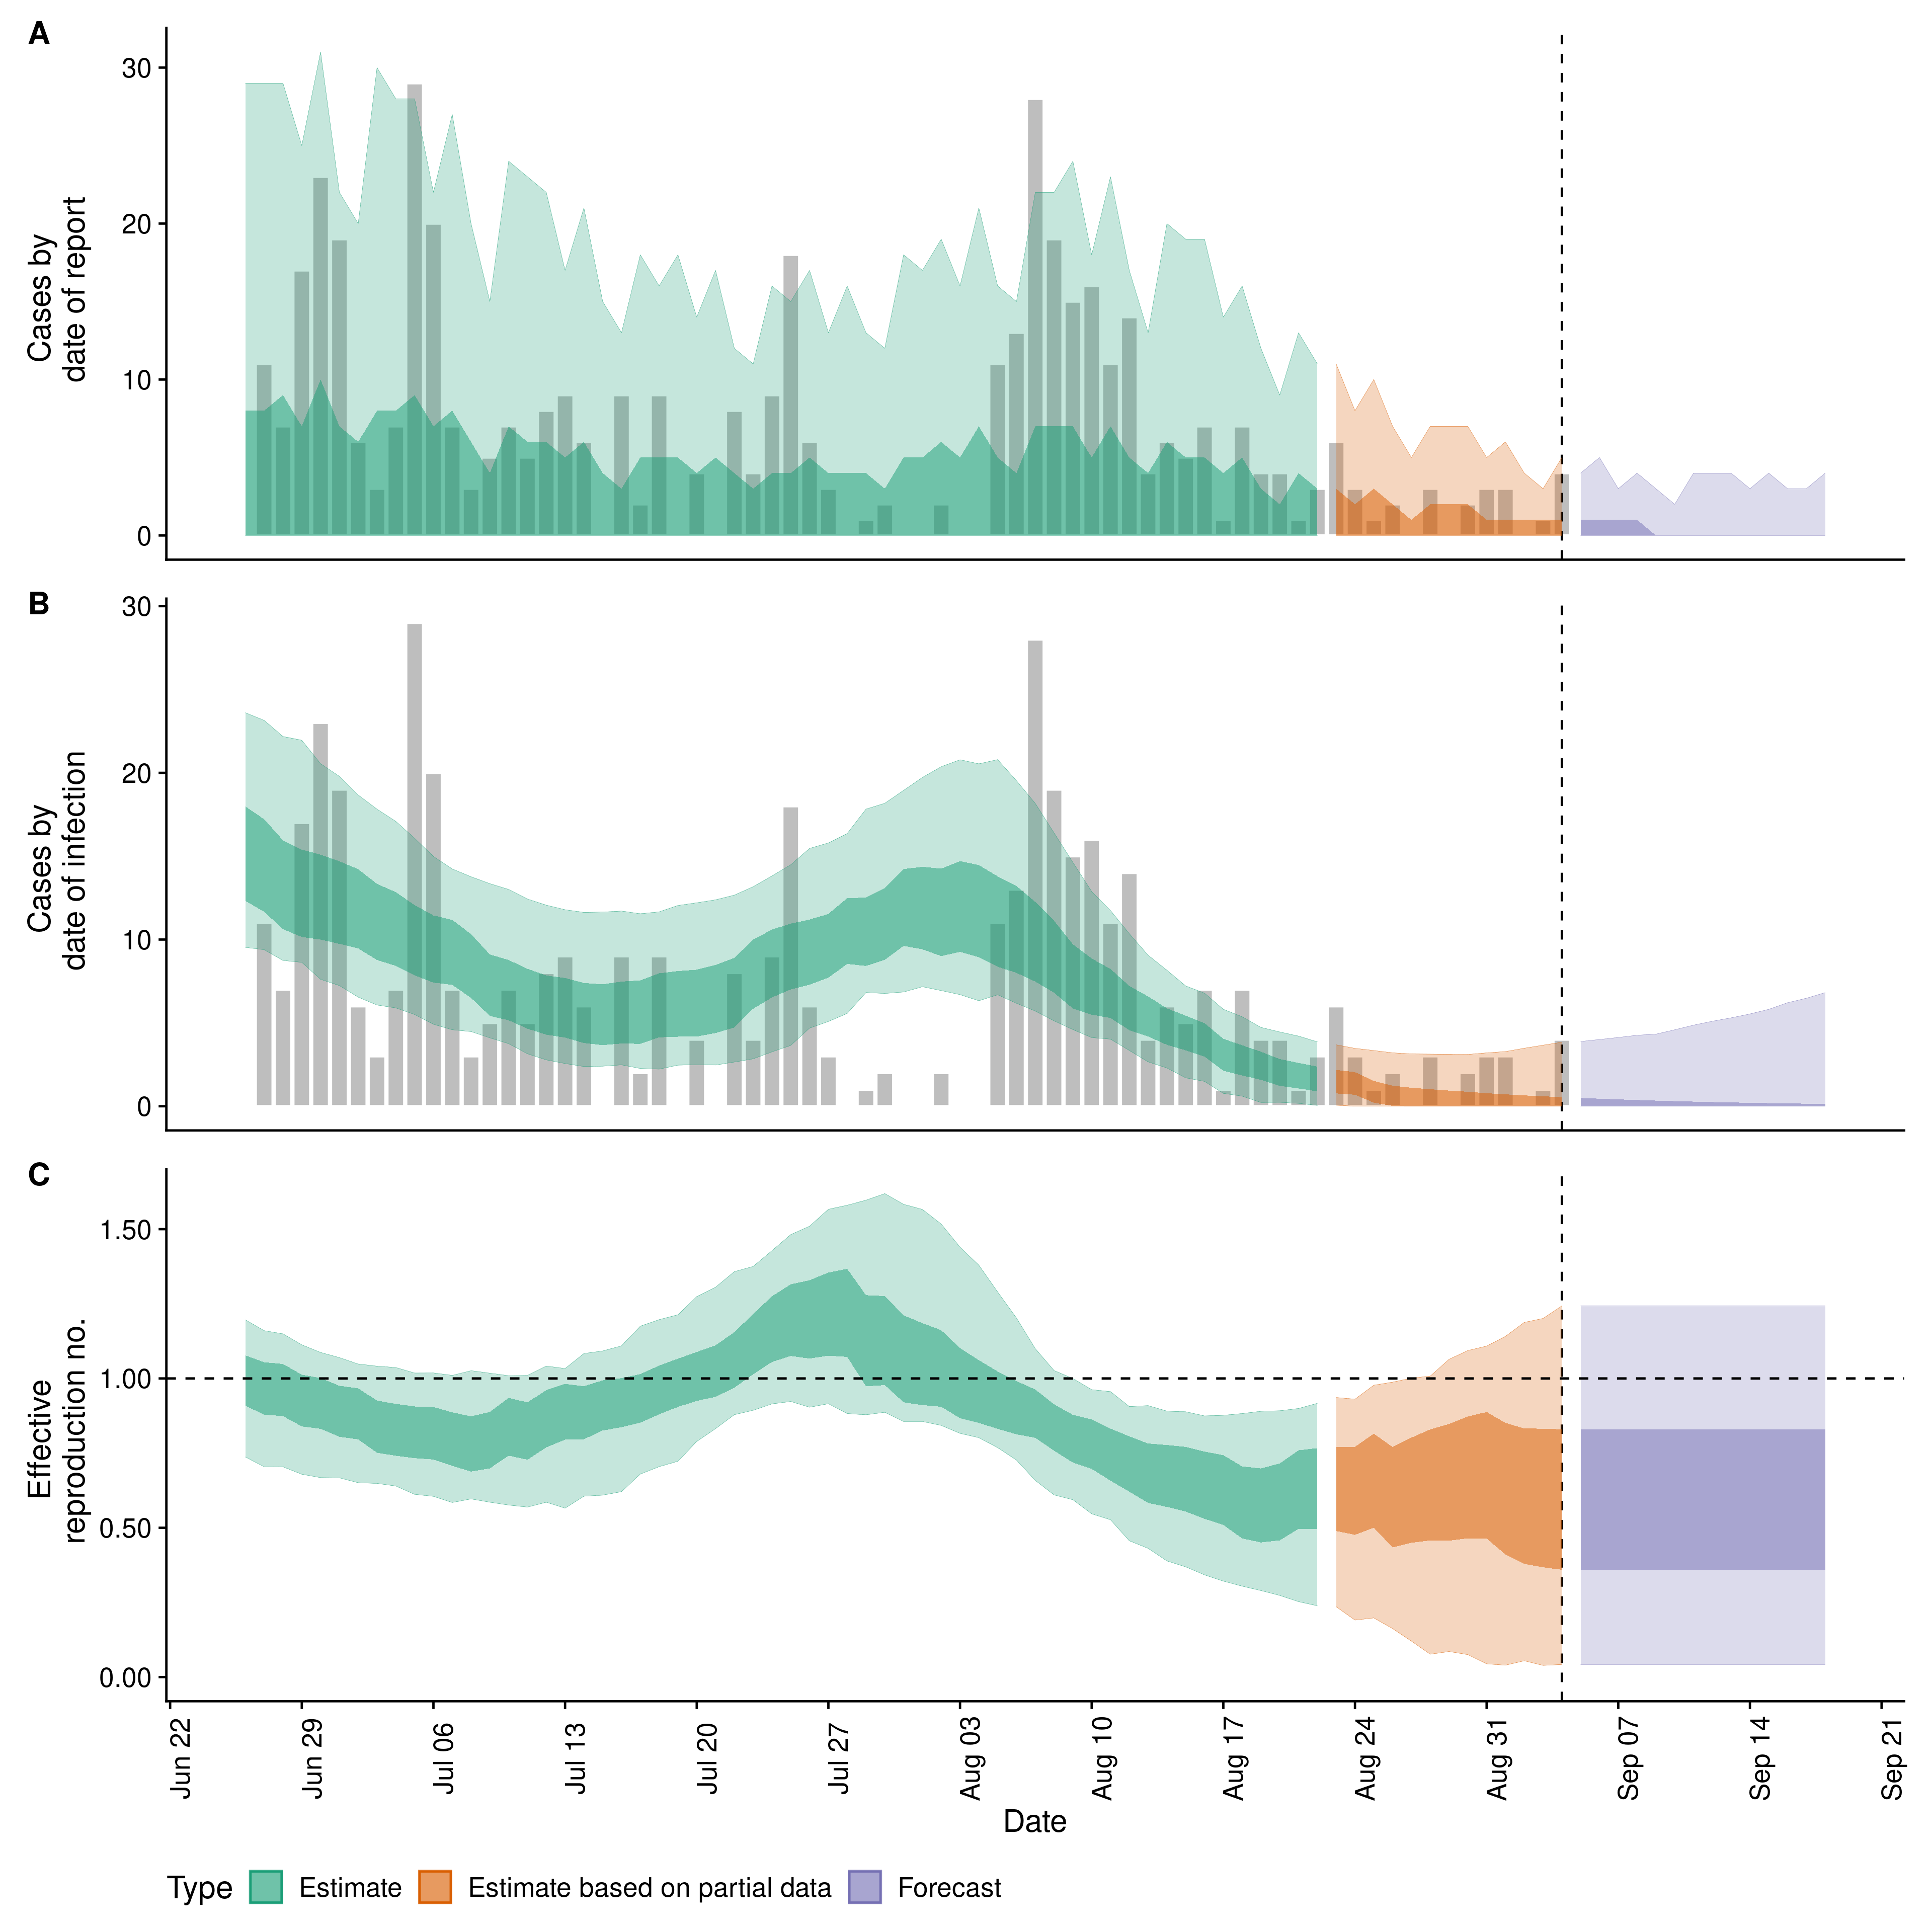 A
30
20
10
0
Cases by
date of report
B
30
20
10
0
Cases by
date of infection
C
1.50
1.00
0.50
0.00
Effective
reproduction no.
Jun 22
Jun 29
Jul 06
Jul 13
Jul 20
Jul 27
Aug 03
Aug 10
Aug 17
Aug 24
Aug 31
Sep 07
Sep 14
Sep 21
Date
Type Estimate Estimate based on partial data Forecast